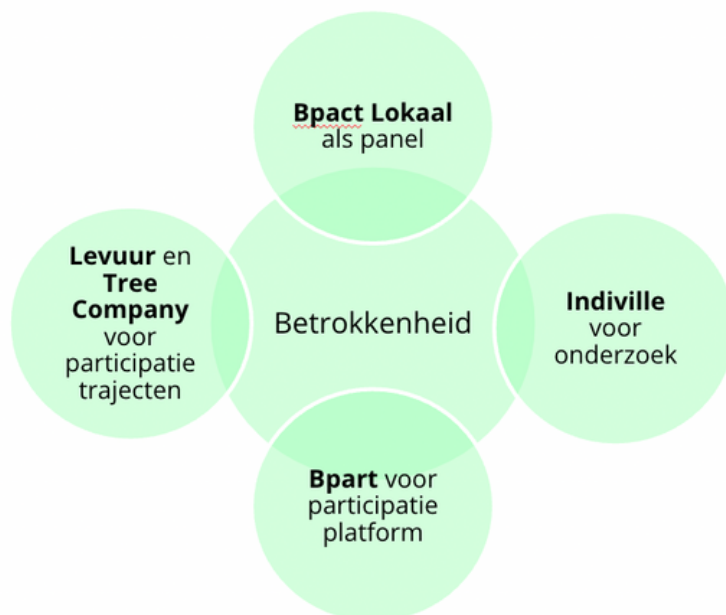 Bpact Lokaal
als panel
Levuur en
Tree
Company
voor
participatie
trajecten
Betrokkenheid
Indiville
voor
onderzoek
Bpart voor
participatie
platform